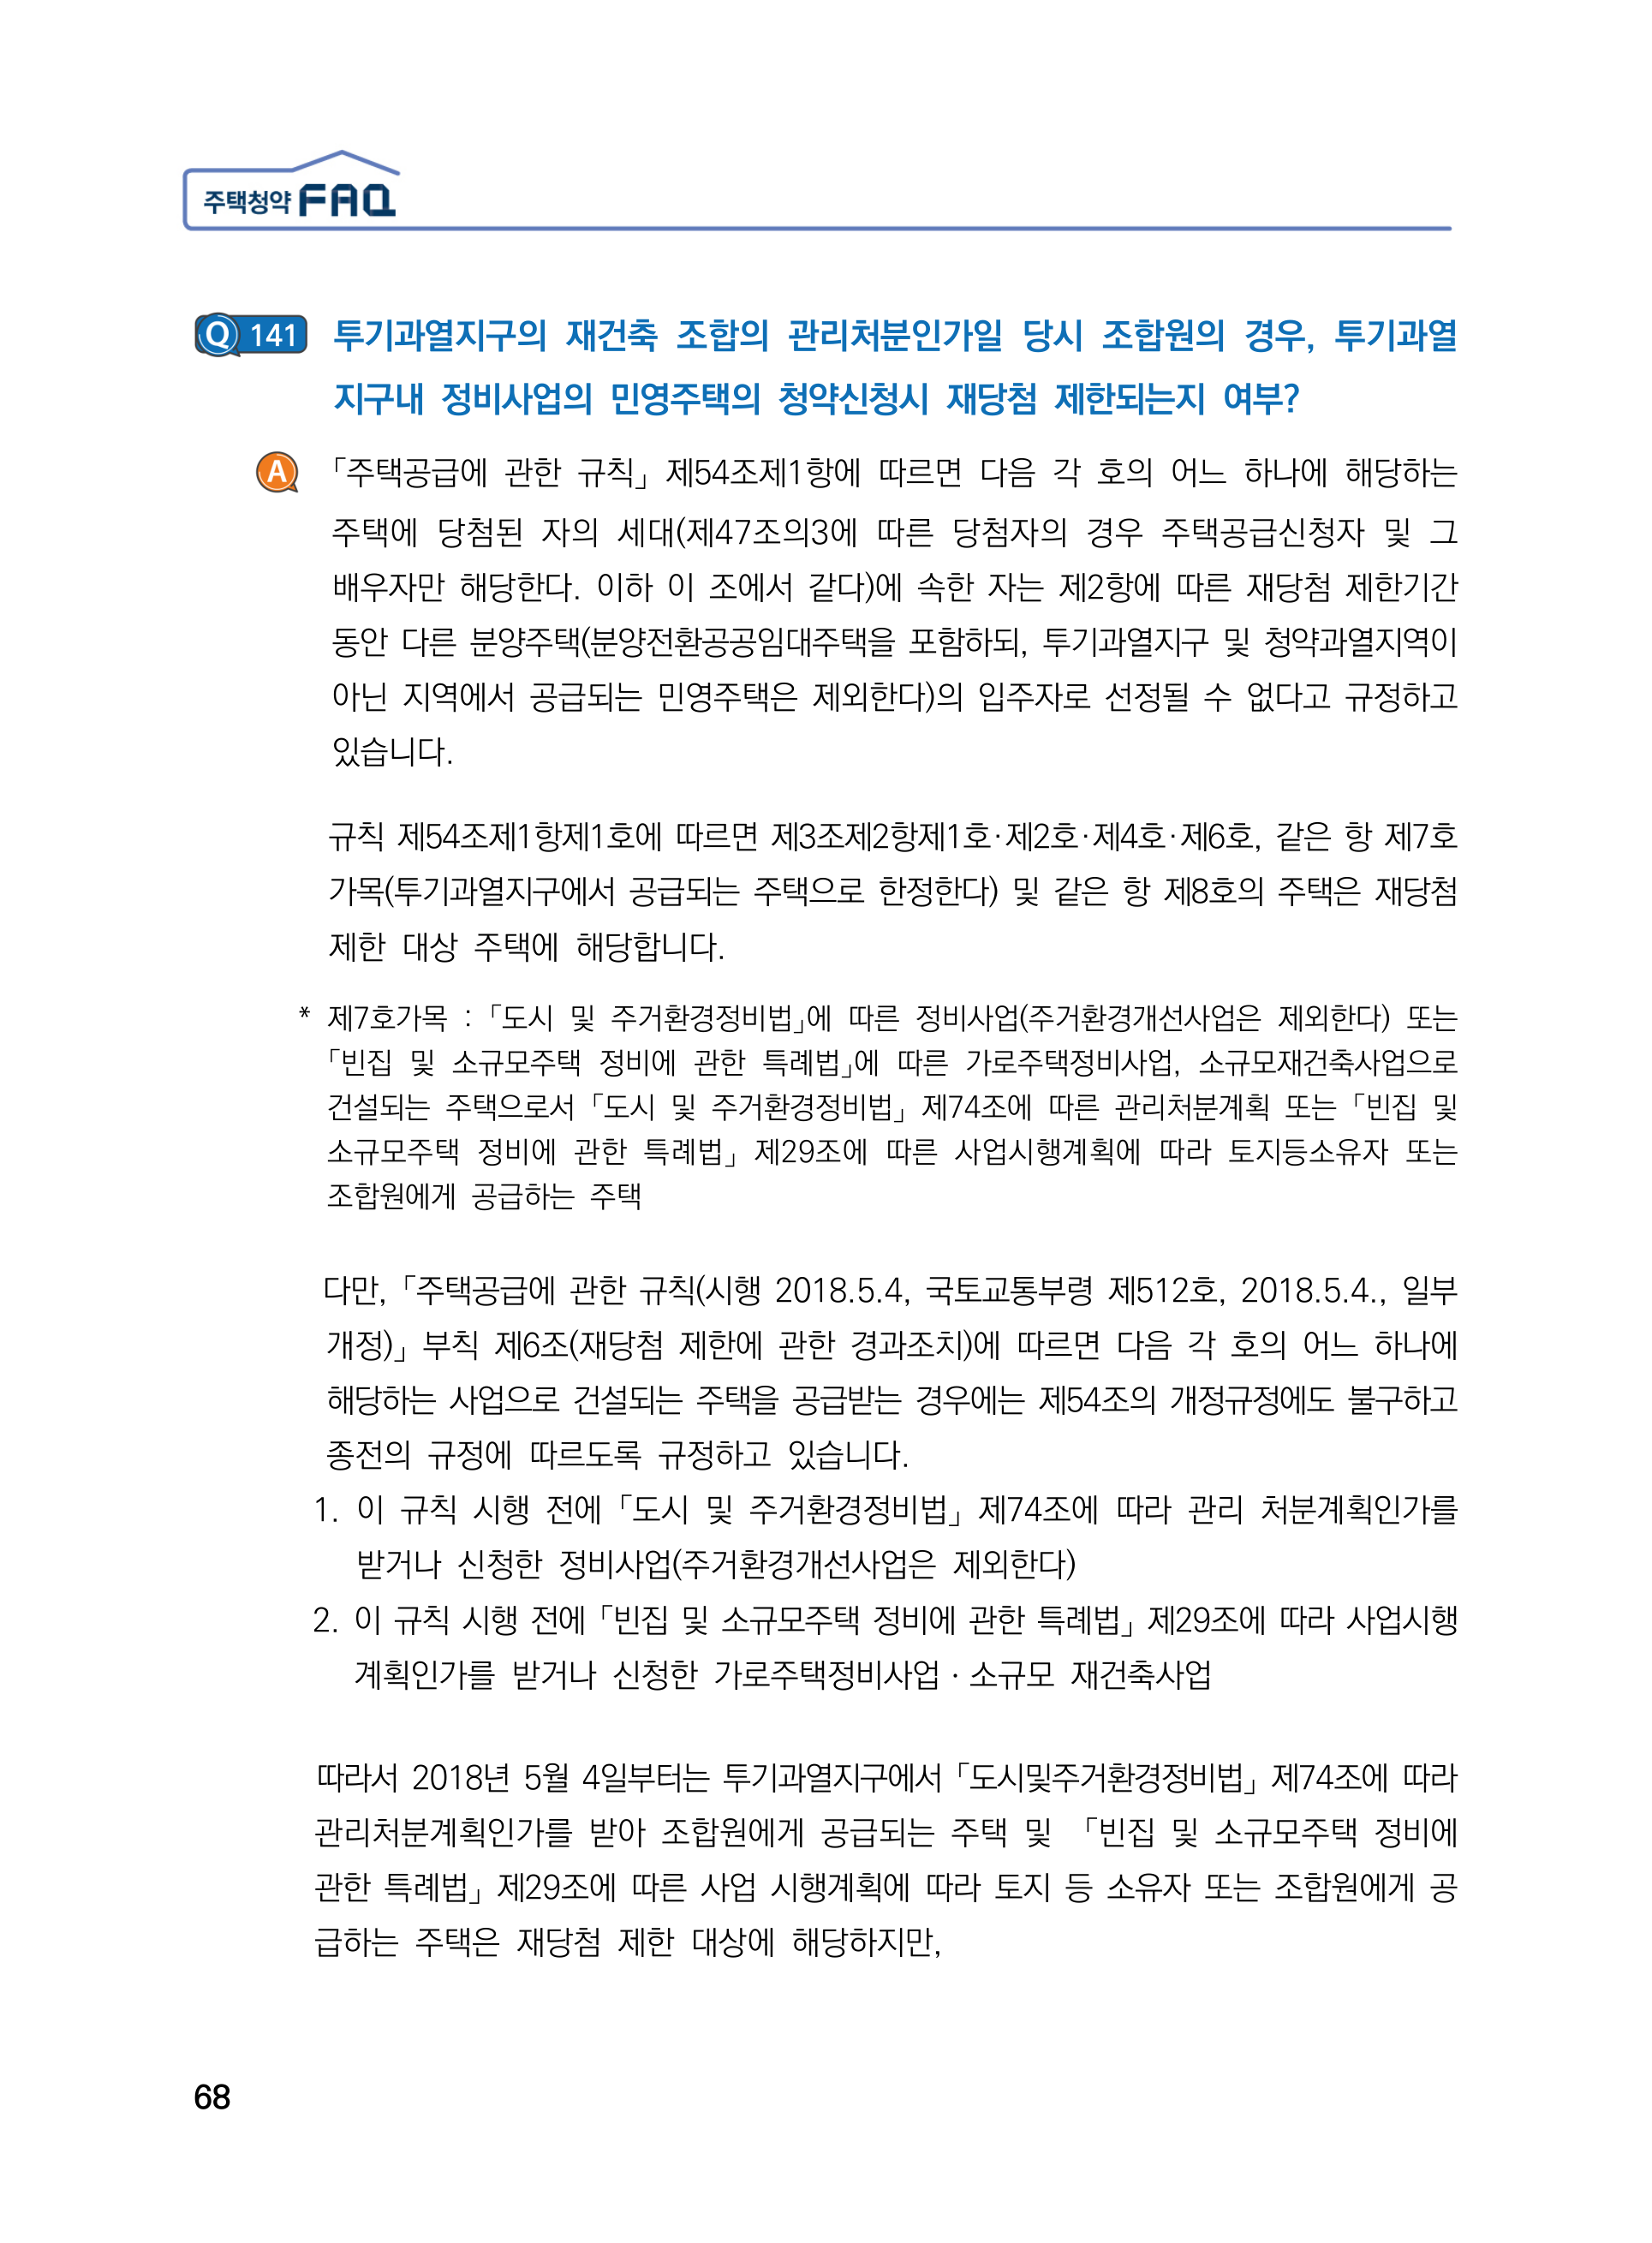 주택청약 FAQ
Q 141 투기과열지구의 재건축 조합의 관리처분인가일 당시 조합원의 경우, 투기과열
지구내 정비사업의 민영주택의 청약신청시 재당첨 제한되는지 여부?
A 「주택공급에 관한 규칙」 제54조제1항에 따르면 다음 각 호의 어느 하나에 해당하는
주택에 당첨된 자의 세대(제47조의3에 따른 당첨자의 경우 주택공급신청자 및 그
배우자만 해당한다. 이하 이 조에서 같다)에 속한 자는 제2항에 따른 재당첨 제한기간
동안 다른 분양주택(분양전환공공임대주택을 포함하되, 투기과열지구 및 청약과열지역이
아닌 지역에서 공급되는 민영주택은 제외한다)의 입주자로 선정될 수 없다고 규정하고
있습니다.
규칙 제54조제1항제1호에 따르면 제3조제2항제1호·제2호·제4호·제6호, 같은 항 제7호
가목(투기과열지구에서 공급되는 주택으로 한정한다) 및 같은 항 제8호의 주택은 재당첨
제한 대상 주택에 해당합니다.
* 제7호가목 : 「도시 및 주거환경정비법」에 따른 정비사업(주거환경개선사업은 제외한다) 또는
「빈집 및 소규모주택 정비에 관한 특례법」에 따른 가로주택정비사업, 소규모재건축사업으로
건설되는 주택으로서 「도시 및 주거환경정비법」 제74조에 따른 관리처분계획 또는 「빈집 및
소규모주택 정비에 관한 특례법」 제29조에 따른 사업시행계획에 따라 토지등소유자 또는
조합원에게 공급하는 주택
다만, 「주택공급에 관한 규칙(시행 2018.5.4, 국토교통부령 제512호, 2018.5.4., 일부
개정)」 부칙 제6조(재당첨 제한에 관한 경과조치)에 따르면 다음 각 호의 어느 하나에
해당하는 사업으로 건설되는 주택을 공급받는 경우에는 제54조의 개정규정에도 불구하고
종전의 규정에 따르도록 규정하고 있습니다.
1. 이 규칙 시행 전에 「도시 및 주거환경정비법」 제74조에 따라 관리 처분계획인가를
받거나 신청한 정비사업(주거환경개선사업은 제외한다)
2. 이 규칙 시행 전에 「빈집 및 소규모주택 정비에 관한 특례법」 제29조에 따라 사업시행
계획인가를 받거나 신청한 가로주택정비사업 · 소규모 재건축사업
따라서 2018년 5월 4일부터는 투기과열지구에서 「도시및주거환경정비법」 제74조에 따라
관리처분계획인가를 받아 조합원에게 공급되는 주택 및 「빈집 및 소규모주택 정비에
관한 특례법」 제29조에 따른 사업 시행계획에 따라 토지 등 소유자 또는 조합원에게 공
급하는 주택은 재당첨 제한 대상에 해당하지만,
68